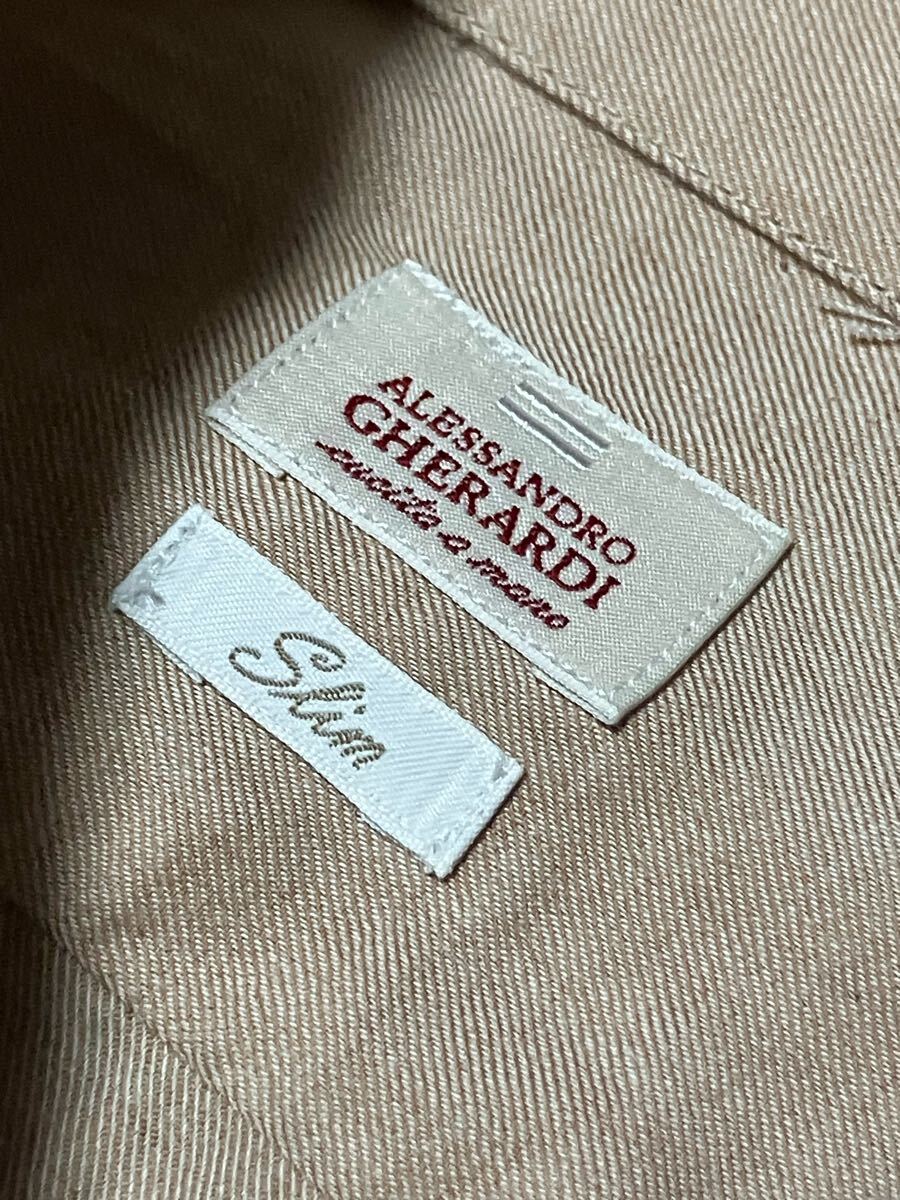 ALESSANDRO
GHERARDI
cucito a mano
Slim